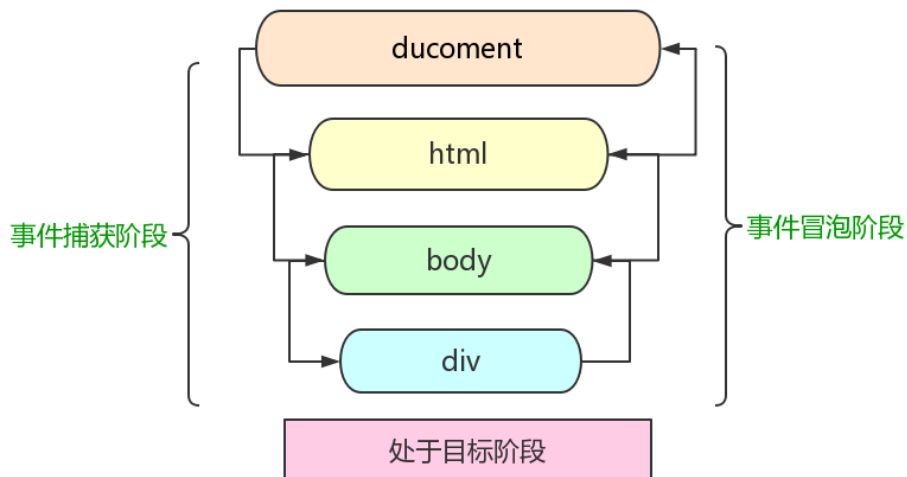 ducoment
html
事件捕获阶段
事件冒泡阶段
body
div
处于目标阶段